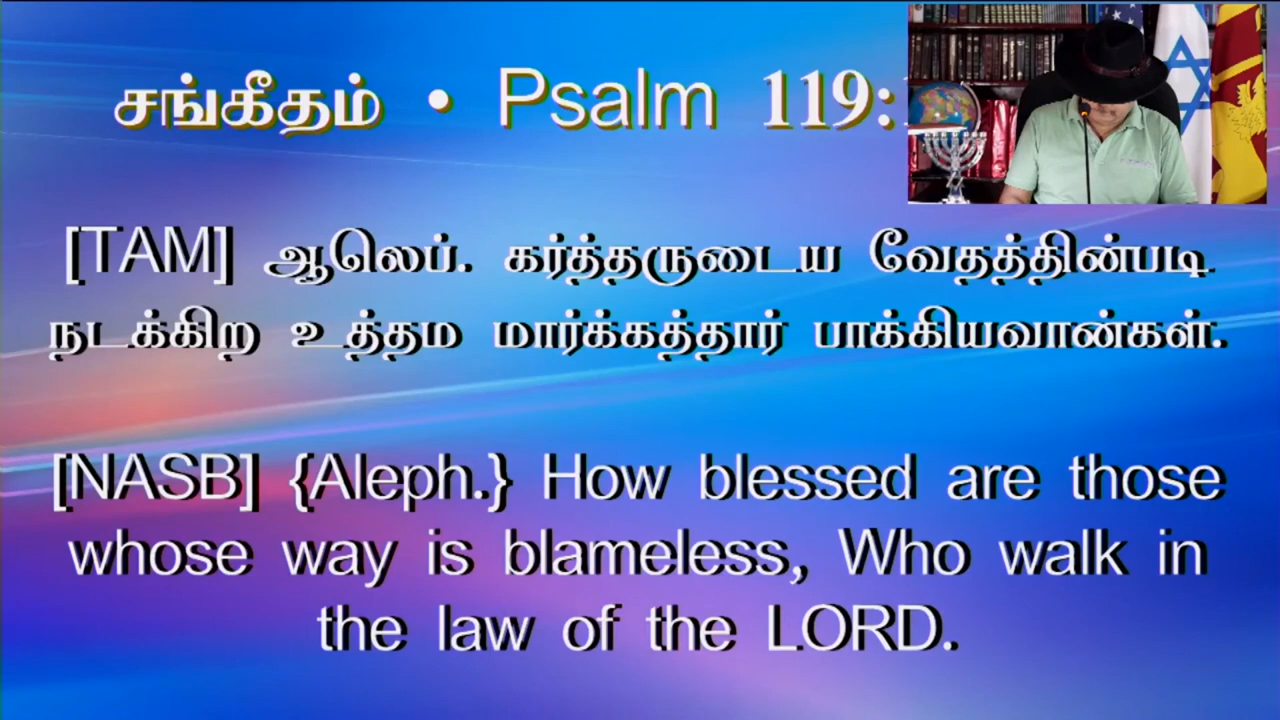 சங்கீதம் • Psalm 119:
[TAM] ஆலெப். கர்த்தருடைய வேதத்தின்படி
நடக்கிற உத்தம மார்க்கத்தார் பாக்கியவான்கள்.
[NASB] {Aleph.} How blessed are those
whose way is blameless, Who walk in
the law of the LORD.